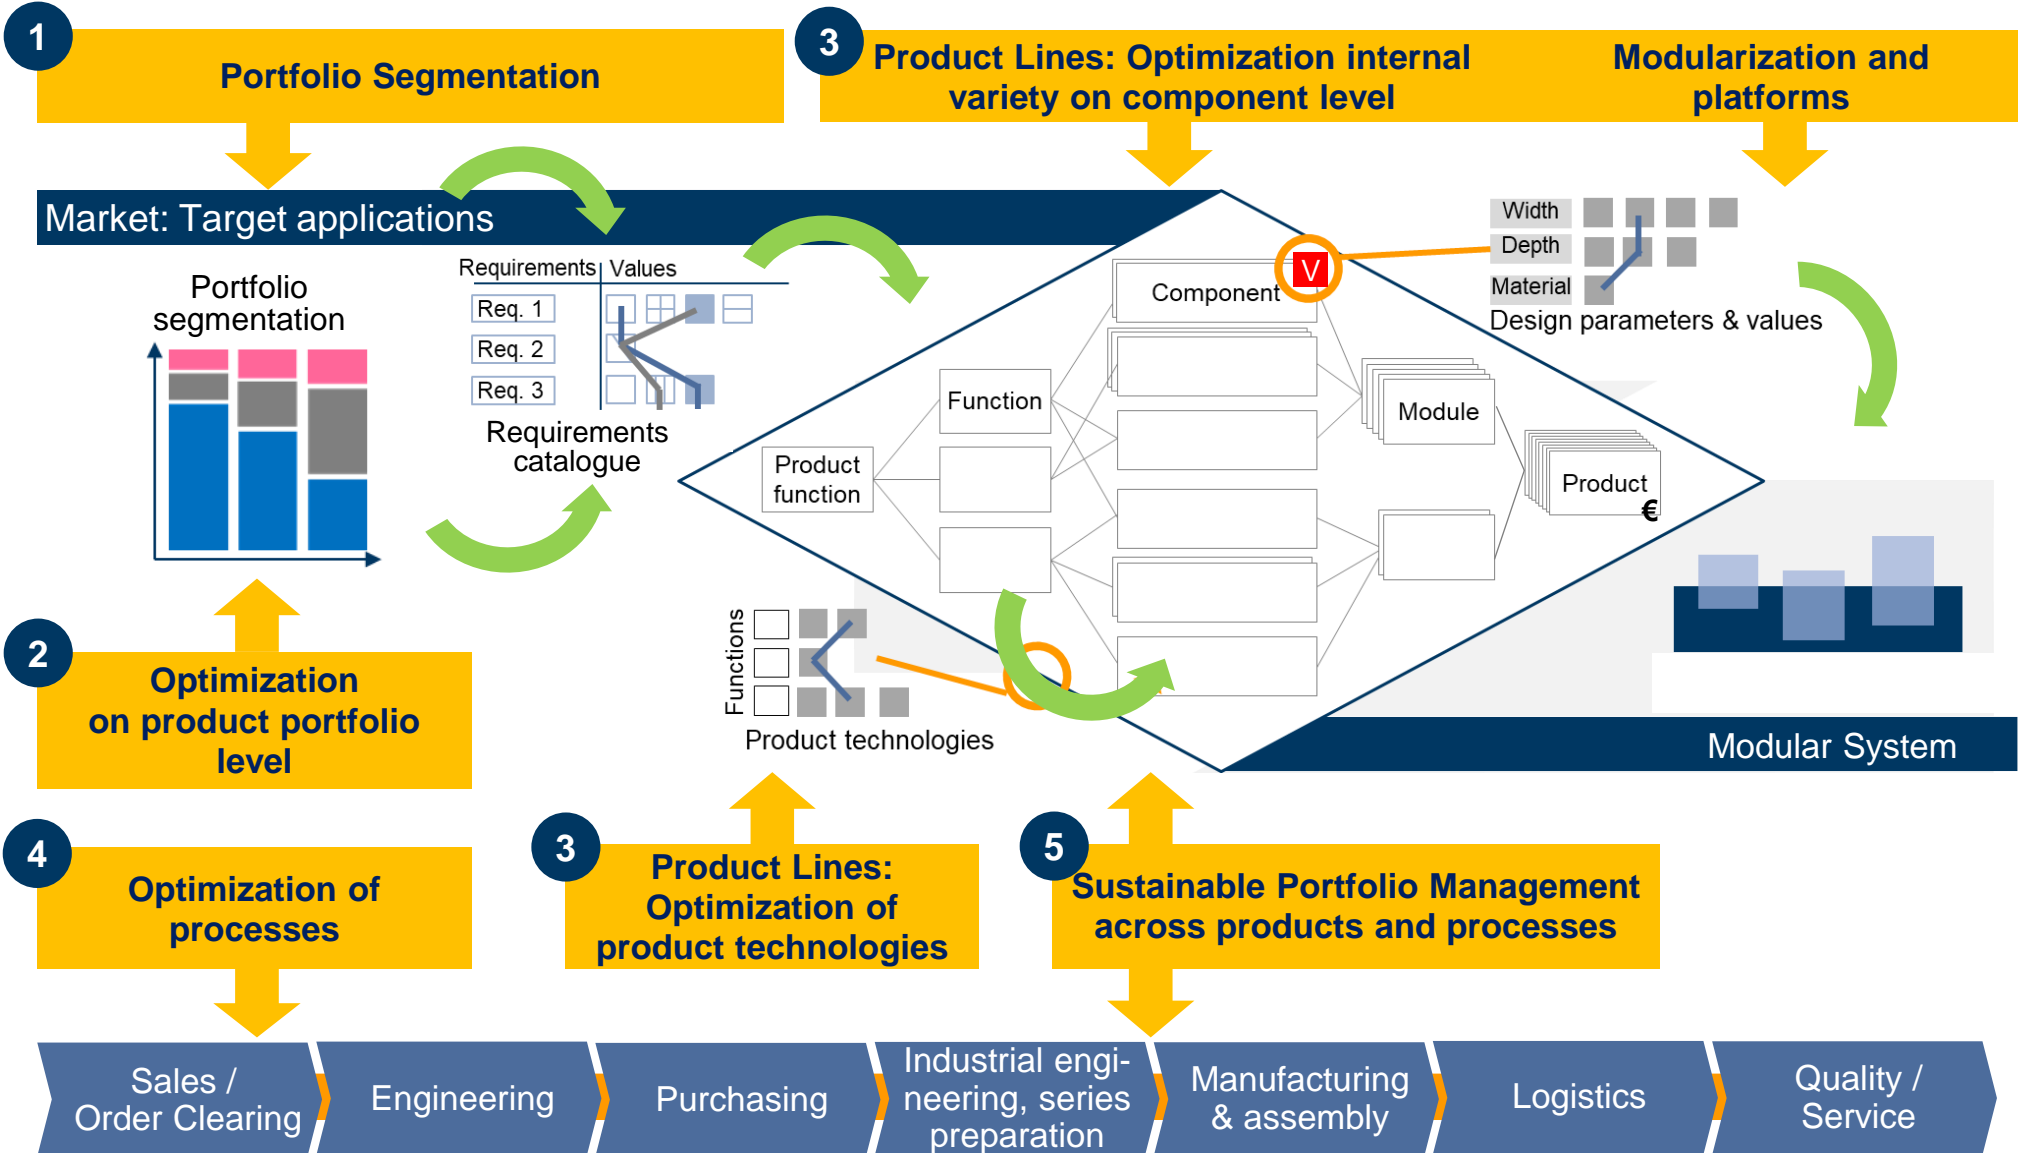 1
Portfolio Segmentation
3
Product Lines: Optimization internal
variety on component level
Modularization and
platforms
Market: Target applications
Portfolio
segmentation
Requirements
Values
Req. 1
Req. 2
Req. 3
Requirements
catalogue
Product
function
Function
Component
V
Module
Product
€
Width
Depth
Material
Design parameters & values
Functions
Product technologies
Modular System
2
Optimization
on product portfolio
level
4
Optimization of
processes
3
Product Lines:
Optimization of
product technologies
5
Sustainable Portfolio Management
across products and processes
Sales /
Order Clearing
Engineering
Purchasing
Industrial engi-
neering, series
preparation
Manufacturing
& assembly
Logistics
Quality /
Service